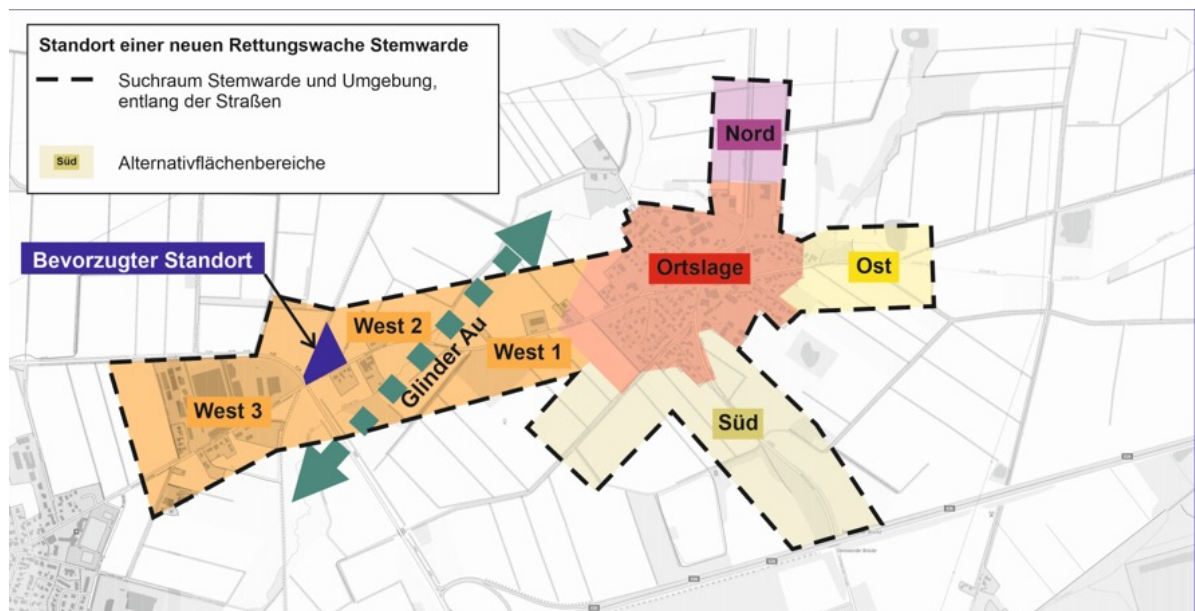 Standort einer neuen Rettungswache Stemwarde
Suchraum Stemwarde und Umgebung,
entlang der Straßen
Süd
Alternativflächenbereiche
Nord
Bevorzugter Standort
Ortslage
Ost
West 2
Glinder Au
West 1
West 3
Süd